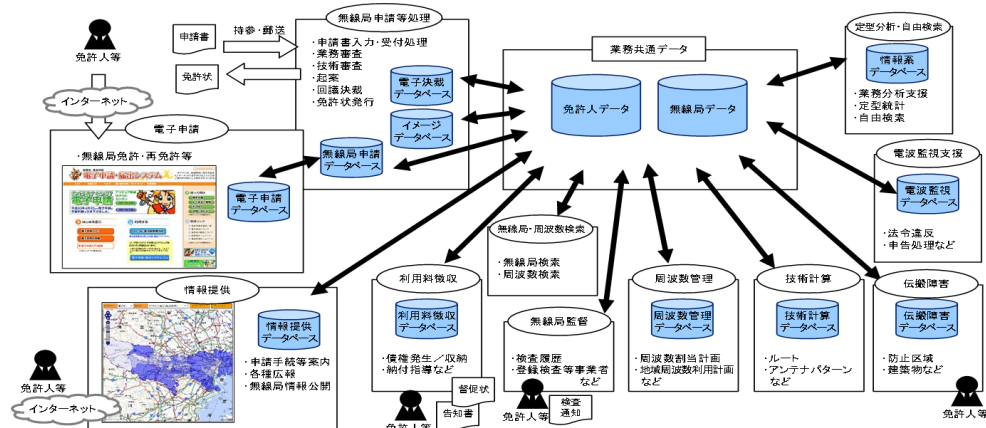 免許人等
インターネット
申請書
持参・郵送
免許状
無線局申請等処理
・申請書入力・受付処理
・業務審査
・技術審査
・起案
・回議決裁
・免許状発行
電子決裁
データベース
イメージ
データベース
無線局申請
データベース
電子申請
・無線局免許・再免許等
電子申請・届出システム
電子申請
電子申請
データベース
業務共通データ
免許人データ
無線局データ
定型分析・自由検索
情報系
データベース
・業務分析支援
・定型統計
・自由検索
電波監視支援
電波監視
データベース
・法令違反
・申告処理など
情報提供
情報提供
データベース
・申請手続等案内
・各種広報
・無線局情報公開
免許人等
インターネット
利用料徴収
利用料徴収
データベース
・債権発生／収納
・納付指導など
督促状
告知書
免許人等
無線局・周波数検索
・無線局検索
・周波数検索
無線局監督
・検査履歴
・登録検査等事業者
など
免許人等
検査
通知
周波数管理
周波数管理
データベース
・周波数割当計画
・地域周波数利用計画
など
技術計算
技術計算
データベース
・ルート
・アンテナパターン
など
伝搬障害
伝搬障害
データベース
・防止区域
・建築物など
免許人等